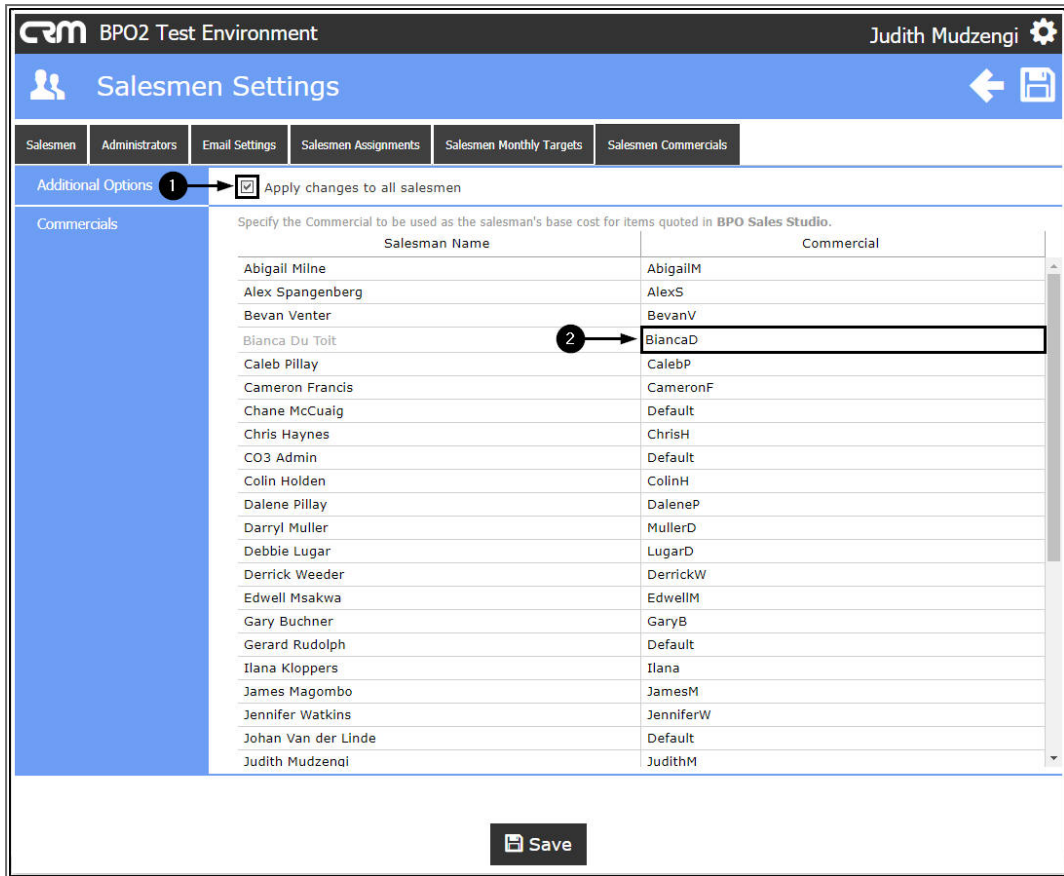 CRM BPO2 Test Environment Judith Mudzengi
Salesmen Settings
Salesmen Administrators Email Settings Salesmen Assignments Salesmen Monthly Targets Salesmen Commercials
Additional Options 1 Apply changes to all salesmen
Commercials Specify the Commercial to be used as the salesman's base cost for items quoted in BPO Sales Studio.
Salesman Name Commercial
Abigail Milne AbigailM
Alex Spangenberg AlexS
Bevan Venter BevanV
Bianca Du Toit 2 BiancaD
Caleb Pillay CalebP
Cameron Francis CameronF
Chane McCuaig Default
Chris Haynes ChrisH
CO3 Admin Default
Colin Holden ColinH
Dalene Pillay DaleneP
Darryl Muller MullerD
Debbie Lugar LugarD
Derrick Weeder DerrickW
Edwell Msakwa EdwellM
Gary Buchner GaryB
Gerard Rudolph Default
Ilana Kloppers Ilana
James Magombo JamesM
Jennifer Watkins JenniferW
Johan Van der Linde Default
Judith Mudzengi JudithM
Save